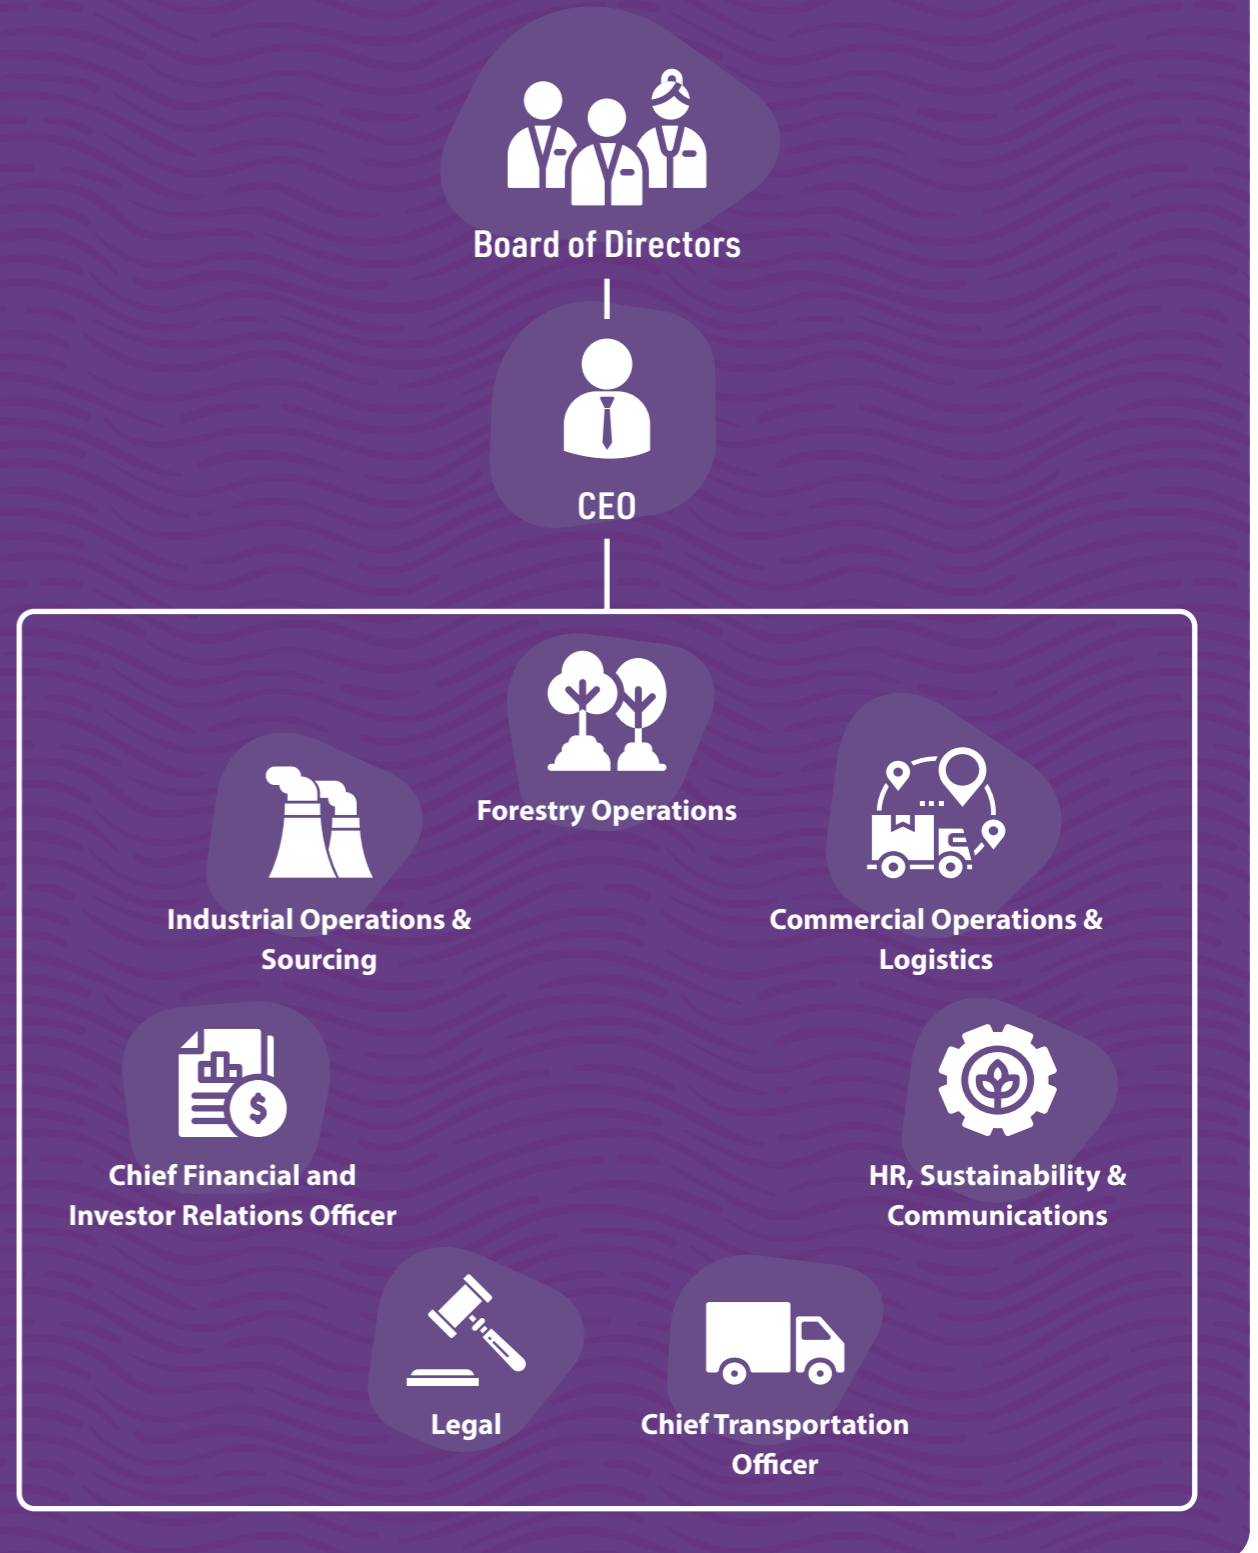 Board of Directors
CEO
Forestry Operations
Industrial Operations &
Sourcing
Commercial Operations &
Logistics
Chief Financial and
Investor Relations Officer
HR, Sustainability &
Communications
Legal
Chief Transportation
Officer